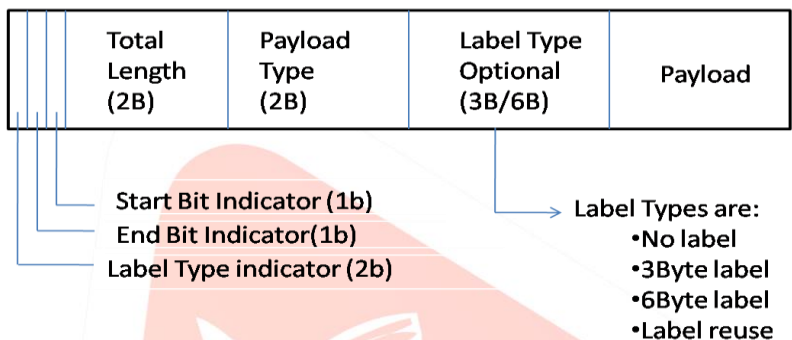 Total
Length
(2B)
Payload
Type
(2B)
Label Type
Optional
(3B/6B)
Payload
Start Bit Indicator (1b)
End Bit Indicator(1b)
Label Type indicator (2b)
Label Types are:
•No label
•3Byte label
•6Byte label
•Label reuse